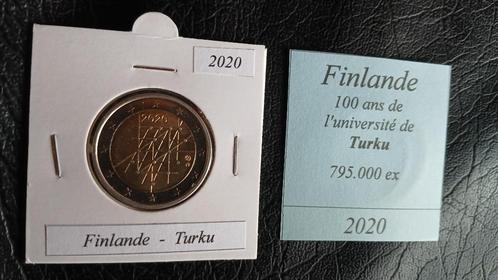 2020
2020
Finlande - Turku
Finlande
100 ans de
l'université de
Turku
795.000 ex
2020